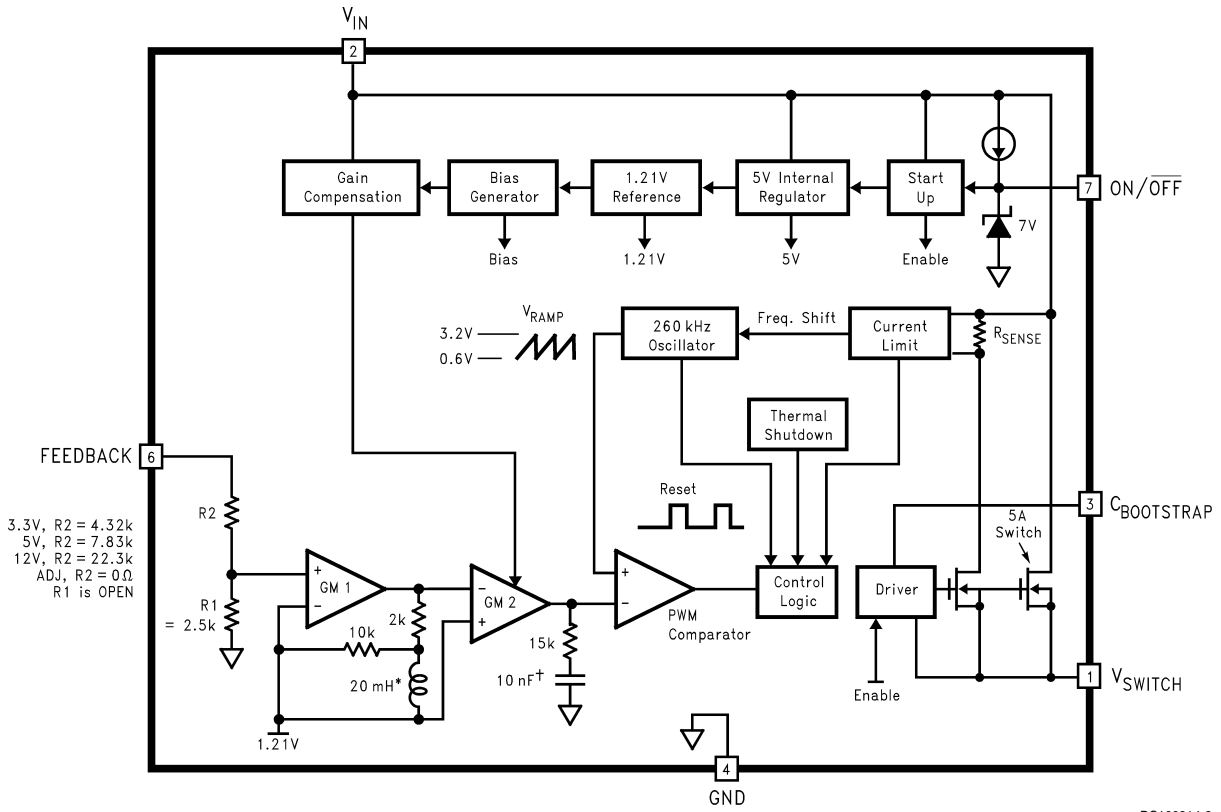 V_IN
2
Gain
Compensation
Bias
Generator
1.21V
Reference
5V Internal
Regulator
Start
Up
7
ON/OFF
7V
Bias
1.21V
5V
Enable
V_RAMP
3.2V
0.6V
260 kHz
Oscillator
Freq. Shift
Current
Limit
R_SENSE
Thermal
Shutdown
FEEDBACK
6
R2
3.3V, R2 = 4.32k
5V, R2 = 7.83k
12V, R2 = 22.3k
ADJ, R2 = 0Ω
R1 is OPEN
R1
= 2.5k
Reset
3
C_BOOTSTRAP
5A
Switch
+
GM 1
−
−
GM 2
+
+
−
PWM
Comparator
Control
Logic
Driver
2k
10k
20 mH*
15k
10 nF†
Enable
1
V_SWITCH
1.21V
4
GND